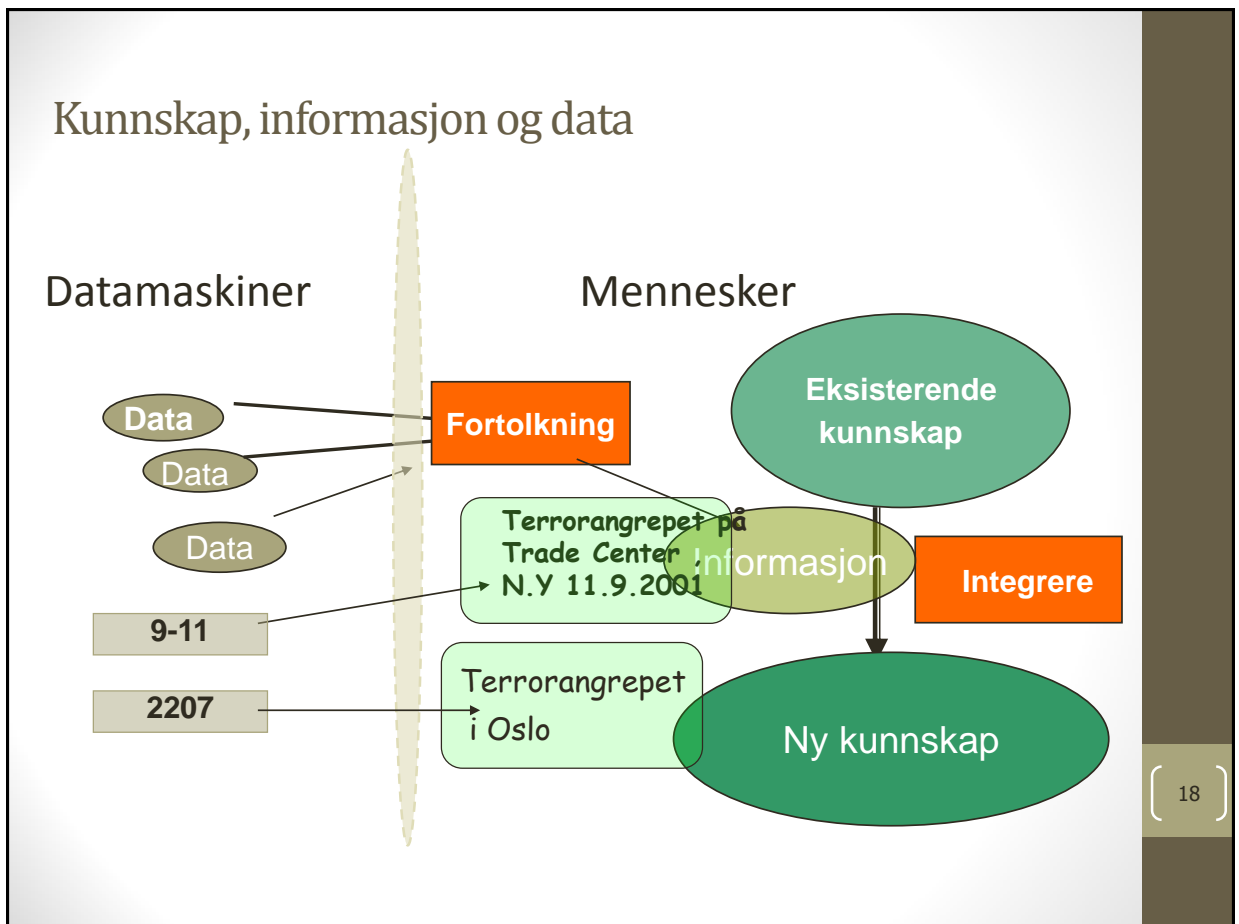 Kunnskap, informasjon og data
Datamaskiner
Mennesker
Data
Data
Data
9-11
2207
Fortolkning
Terrorangrepet på
Trade Center ,
N.Y 11.9.2001
Terrorangrepet
i Oslo
Eksisterende
kunnskap
Informasjon
Integrere
Ny kunnskap
18